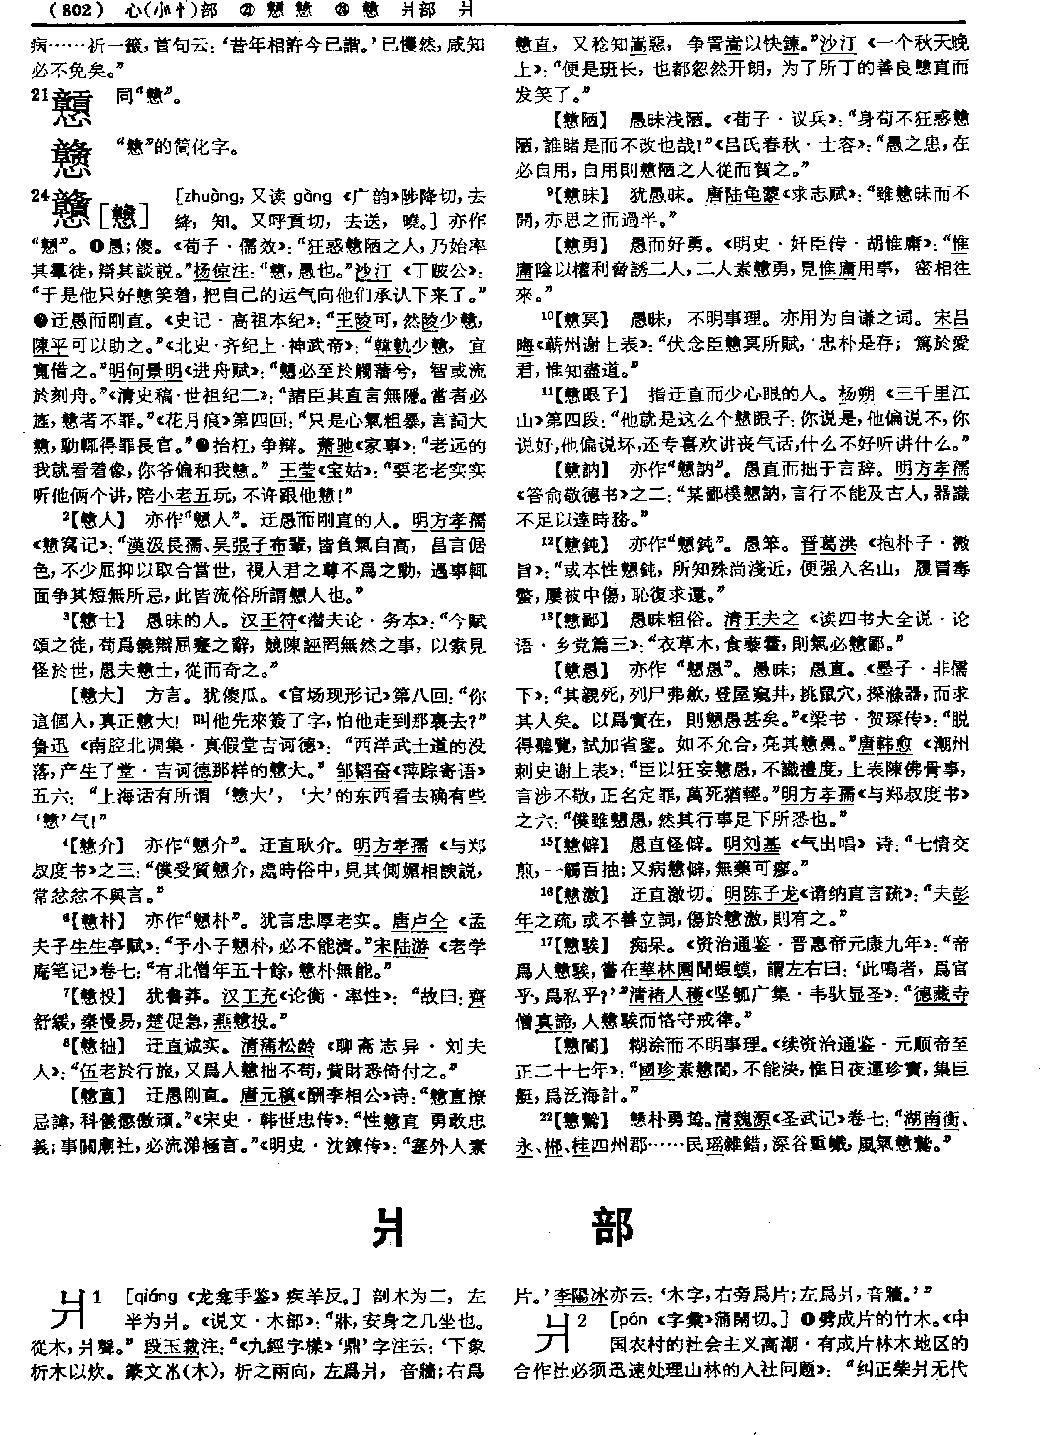 (802) 心(小忄)部 ㉑ 戇 戆 ㉔ 戇 爿部 爿
病……祈一籤，首句云：‘昔年相許今已諧。’已戄然，咸知
必不免矣。”
21 同“戇”。
戆 “戇”的简化字。
24 戇［戆］ ［zhuàng，又读 gàng《广韵》陟降切，去
绛，知。又呼貢切，去送，曉。］亦作
“戅”。❶愚；傻。《荀子·儒效》：“狂惑戇陋之人，乃始率
其羣徒，辯其談説。”杨倞注：“戇，愚也。”沙汀《丁跛公》：
“于是他只好戆笑着，把自己的运气向他们承认下来了。”
❷迂愚而刚直。《史记·高祖本纪》：“王陵可，然陵少戇，
陳平可以助之。”《北史·齐纪上·神武帝》：“韓軌少戇，宜
寬借之。”明何景明《进舟赋》：“戇必至於觸藩兮，智或流
於刻舟。”《清史稿·世祖纪二》：“諸臣其直言無隱。當者必
旌，戇者不罪。”《花月痕》第四回：“只是心氣粗暴，言詞大
戇，動輒得罪長官。”❸抬杠，争辩。萧驰《家事》：“老远的
我就看着像，你爷偏和我戆。”王莹《宝姑》：“要老老实实
听他俩个讲，陪小老五玩，不许跟他戆！”
2【戇人】 亦作“戅人”。迂愚而刚直的人。明方孝孺
《戇窝记》：“漢汲長孺、吴張子布輩，皆負氣自高，昌言倨
色，不少屈抑以取合當世，視人君之尊不爲之動，遇事輒
面争其短無所忌，此皆流俗所謂戇人也。”
3【戇士】 愚昧的人。汉王符《潜夫论·务本》：“今賦
頌之徒，苟爲饒辯屈蹇之辭，競陳誣罔無然之事，以索見
怪於世，愚夫戇士，從而奇之。”
【戇大】 方言。犹傻瓜。《官场现形记》第八回：“你
這個人，真正戇大！叫他先來簽了字，怕他走到那裏去？”
鲁迅《南腔北调集·真假堂吉诃德》：“西洋武士道的没
落，产生了堂·吉诃德那样的戇大。”邹韬奋《萍踪寄语》
五六：“上海话有所谓‘戇大’，‘大’的东西看去确有些
‘戇’气！”
4【戇介】 亦作“戅介”。迂直耿介。明方孝孺《与郑
叔度书》之三：“僕受質戇介，處時俗中，見其側媚相諛説，
常忿忿不與言。”
6【戇朴】 亦作“戅朴”。犹言忠厚老实。唐卢仝《孟
夫子生生亭赋》：“予小子戇朴，必不能濟。”宋陆游《老学
庵笔记》卷七：“有北僧年五十餘，戇朴無能。”
7【戇投】 犹鲁莽。汉王充《论衡·率性》：“故曰：齊
舒緩，秦慢易，楚促急，燕戇投。”
8【戇拙】 迂直诚实。清蒲松龄《聊斋志异·刘夫
人》：“伍老於行旅，又爲人戇拙不苟，貲財悉倚付之。”
【戇直】 迂愚刚直。唐元稹《酬李相公》诗：“戇直撩
忌諱，科儀懲傲頑。”《宋史·韩世忠传》：“性戇直 勇敢忠
義；事關廟社，必流涕極言。”《明史·沈鍊传》：“塞外人素
戇直，又稔知嵩惡，争詈嵩以快鍊。”沙汀《一个秋天晚
上》：“便是班长，也都忽然开朗，为了所丁的善良戆直而
发笑了。”
【戇陋】 愚昧浅陋。《荀子·议兵》：“身苟不狂惑戇
陋，誰睹是而不改也哉！”《吕氏春秋·士容》：“愚之患，在
必自用，自用則戇陋之人從而賀之。”
9【戇昧】 犹愚昧。唐陆龟蒙《求志赋》：“雖戇昧而不
開，亦思之而過半。”
【戇勇】 愚而好勇。《明史·奸臣传·胡惟庸》：“惟
庸陰以權利脅誘二人，二人素戇勇，見惟庸用事，密相往
來。”
10【戇冥】 愚昧，不明事理。亦用为自谦之词。宋吕
晦《蕲州谢上表》：“伏念臣戇冥所賦，忠朴是存；篤於愛
君，惟知盡道。”
11【戇眼子】 指迂直而少心眼的人。杨朔《三千里江
山》第四段：“他就是这么个戇眼子：你说是，他偏说不，你
说好，他偏说坏，还专喜欢讲丧气话，什么不好听讲什么。”
【戇訥】 亦作“戅訥”。愚直而拙于言辞。明方孝孺
《答俞敬德书》之二：“某鄙樸戇訥，言行不能及古人，器識
不足以達時務。”
12【戇鈍】 亦作“戅鈍”。愚笨。晋葛洪《抱朴子·微
旨》：“或本性戅鈍，所知殊尚淺近，便强入名山，履冒毒
螫，屢被中傷，恥復求還。”
13【戇鄙】 愚昧粗俗。清王夫之《读四书大全说·论
语·乡党篇三》：“衣草木，食藜藿，則氣必戇鄙。”
【戇愚】 亦作“戅愚”。愚昧；愚直。《墨子·非儒
下》：“其親死，列尸弗斂，登屋窺井，挑鼠穴，探滌器，而求
其人矣。以爲實在，則戇愚甚矣。”《梁书·贺琛传》：“脱
得聽覽，試加省鑒。如不允合，亮其戇愚。”唐韩愈《潮州
刺史谢上表》：“臣以狂妄戇愚，不識禮度，上表陳佛骨事，
言涉不敬，正名定罪，萬死猶輕。”明方孝孺《与郑叔度书》
之六：“僕雖戇愚，然其行事足下所悉也。”
15【戇僻】 愚直怪僻。明刘基《气出唱》诗：“七情交
煎，一觸百抽；又病戇僻，無藥可瘳。”
16【戇激】 迂直激切。明陈子龙《请纳直言疏》：“夫彭
年之疏，或不善立詞，傷於戇激，則有之。”
17【戇騃】 痴呆。《资治通鉴·晋惠帝元康九年》：“帝
爲人戇騃，嘗在華林園聞蝦蟆，謂左右曰：‘此鳴者，爲官
乎，爲私乎？’”清褚人穫《坚瓠广集·韦驮显圣》：“德藏寺
僧真諦，人戇騃而恪守戒律。”
【戇闇】 糊涂而不明事理。《续资治通鉴·元顺帝至
正二十七年》：“國珍素戇闇，不能决，惟日夜運珍寶，集巨
艇，爲泛海計。”
22【戇鷙】 戇朴勇鸷。清魏源《圣武记》卷七：“湖南衡、
永、郴、桂四州郡……民瑶雜錯，深谷重巘，風氣戇鷙。”
爿 部
爿1 ［qiáng《龙龛手鉴》疾羊反。］剖木为二，左
半为爿。《说文·木部》：“牀，安身之几坐也。
從木，爿聲。”段玉裁注：“《九經字樣》‘鼎’字注云：‘下象
析木以炊。篆文𣎳(木)，析之兩向，左爲爿，音牆；右爲
片。’李陽冰亦云：‘木字，右旁爲片；左爲爿，音牆。’”
爿2 ［pán《字彙》蒲閑切。］❶劈成片的竹木。《中
国农村的社会主义高潮·有成片林木地区的
合作社必须迅速处理山林的入社问题》：“纠正柴爿无代